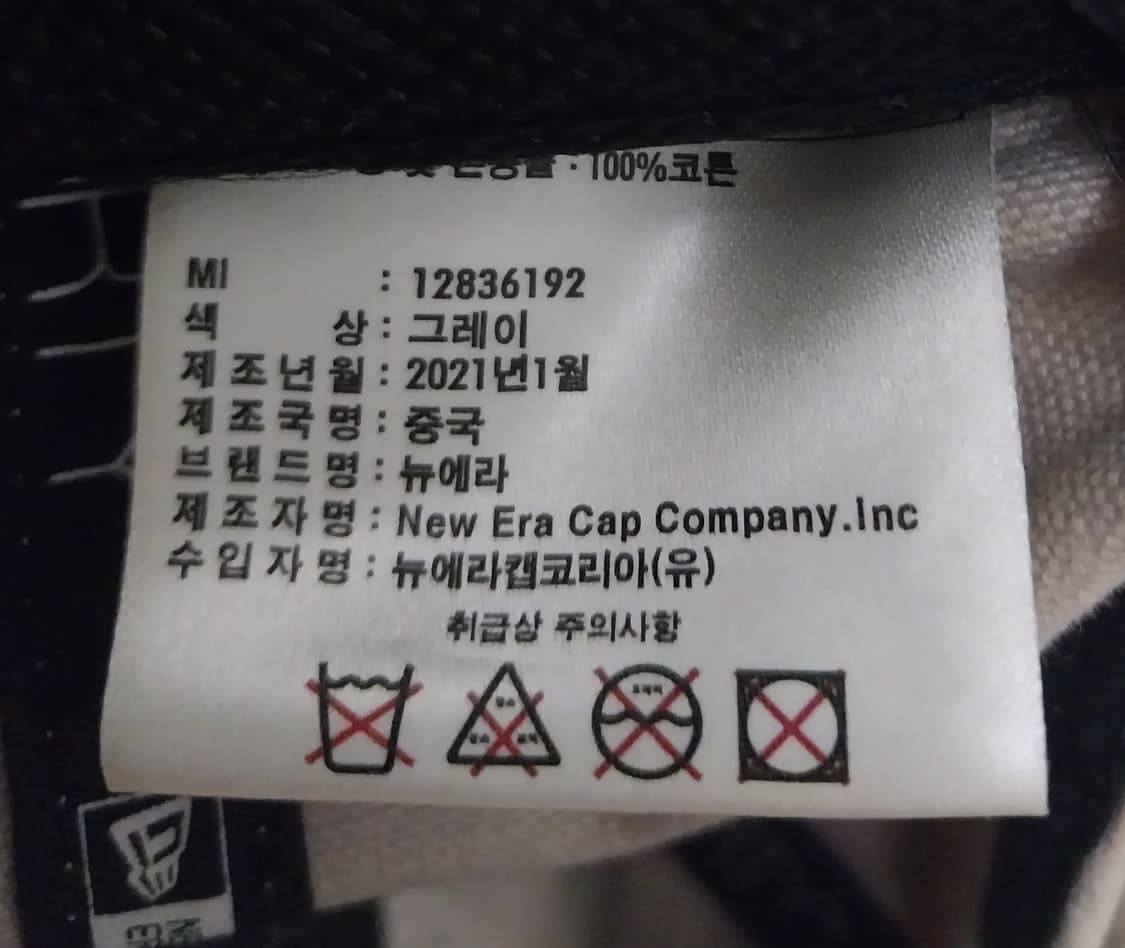 100%코튼
MI : 12836192
색 상 : 그레이
제 조 년 월 : 2021년1월
제 조 국 명 : 중국
브 랜 드 명 : 뉴에라
제 조 자 명 : New Era Cap Company.Inc
수 입 자 명 : 뉴에라캡코리아(유)
취급상 주의사항